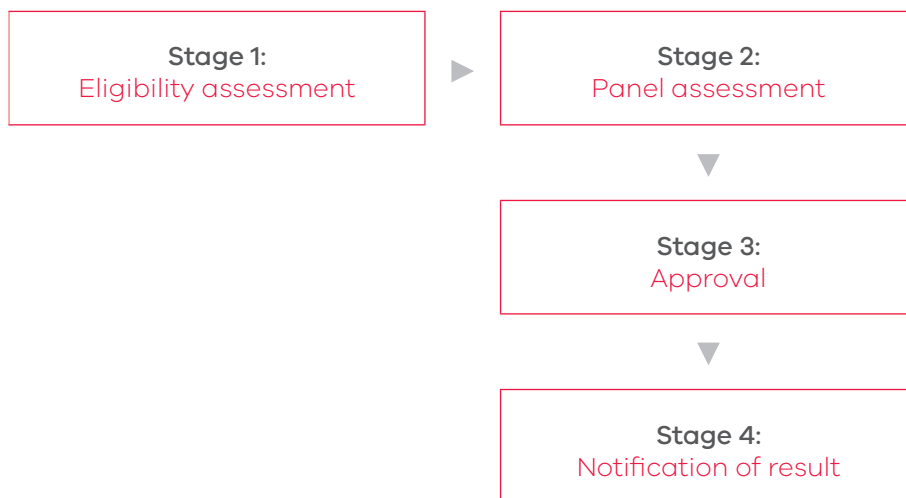 Stage 1:
Eligibility assessment
Stage 2:
Panel assessment
Stage 3:
Approval
Stage 4:
Notification of result